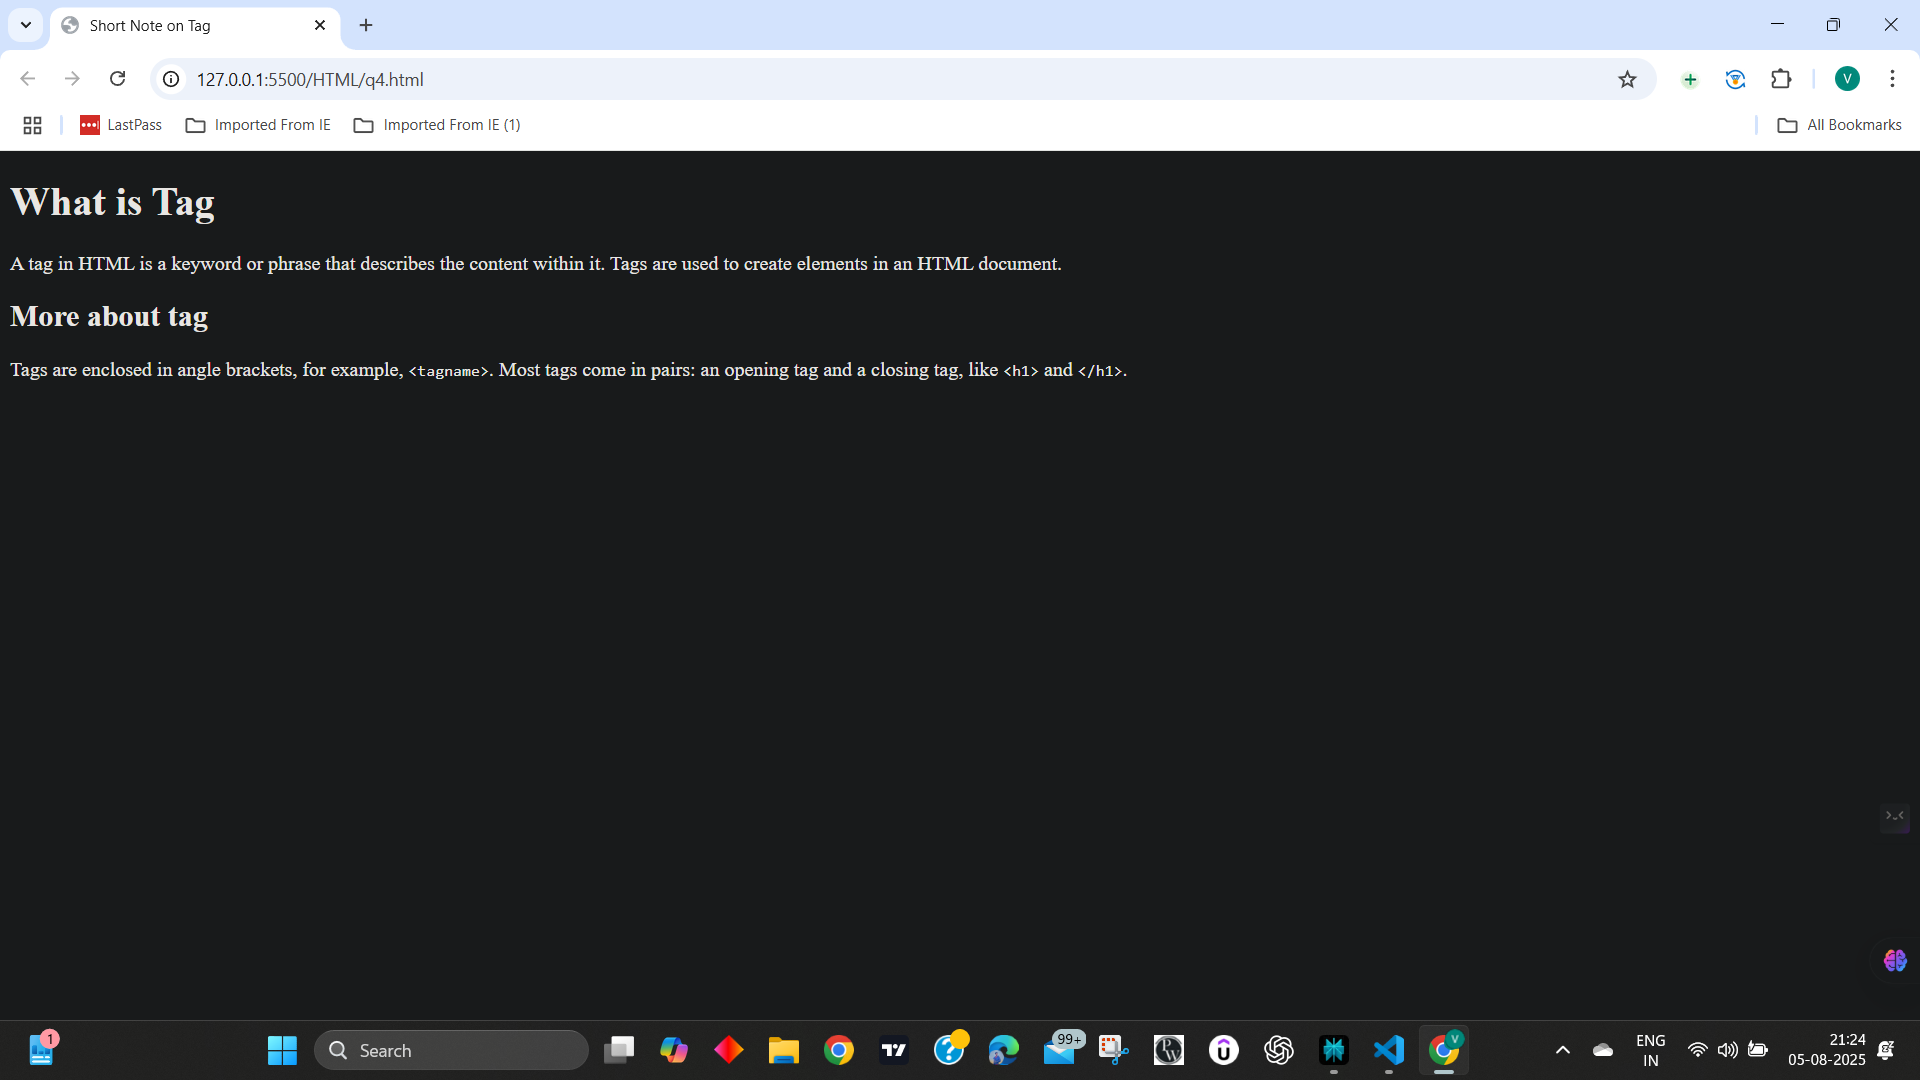 Short Note on Tag
127.0.0.1:5500/HTML/q4.html
V
LastPass
Imported From IE
Imported From IE (1)
All Bookmarks
What is Tag
A tag in HTML is a keyword or phrase that describes the content within it. Tags are used to create elements in an HTML document.
More about tag
Tags are enclosed in angle brackets, for example, <tagname>. Most tags come in pairs: an opening tag and a closing tag, like <h1> and </h1>.
1
Search
99+
PW
V
ENG
IN
21:24
05-08-2025